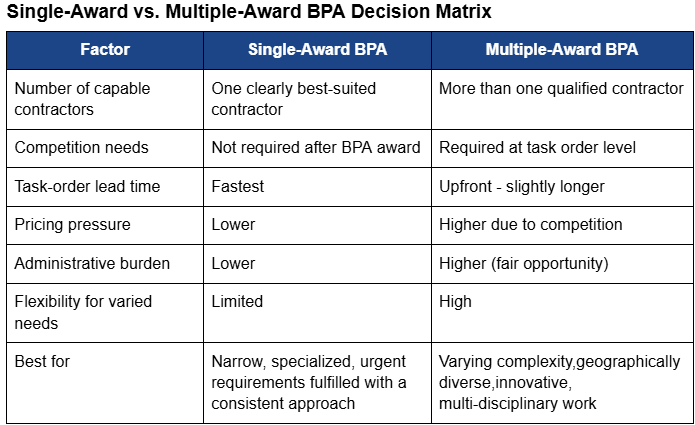 Single-Award vs. Multiple-Award BPA Decision Matrix
Factor Single-Award BPA Multiple-Award BPA
Number of capable contractors One clearly best-suited contractor More than one qualified contractor
Competition needs Not required after BPA award Required at task order level
Task-order lead time Fastest Upfront - slightly longer
Pricing pressure Lower Higher due to competition
Administrative burden Lower Higher (fair opportunity)
Flexibility for varied needs Limited High
Best for Narrow, specialized, urgent requirements fulfilled with a consistent approach Varying complexity,geographically diverse,innovative, multi-disciplinary work